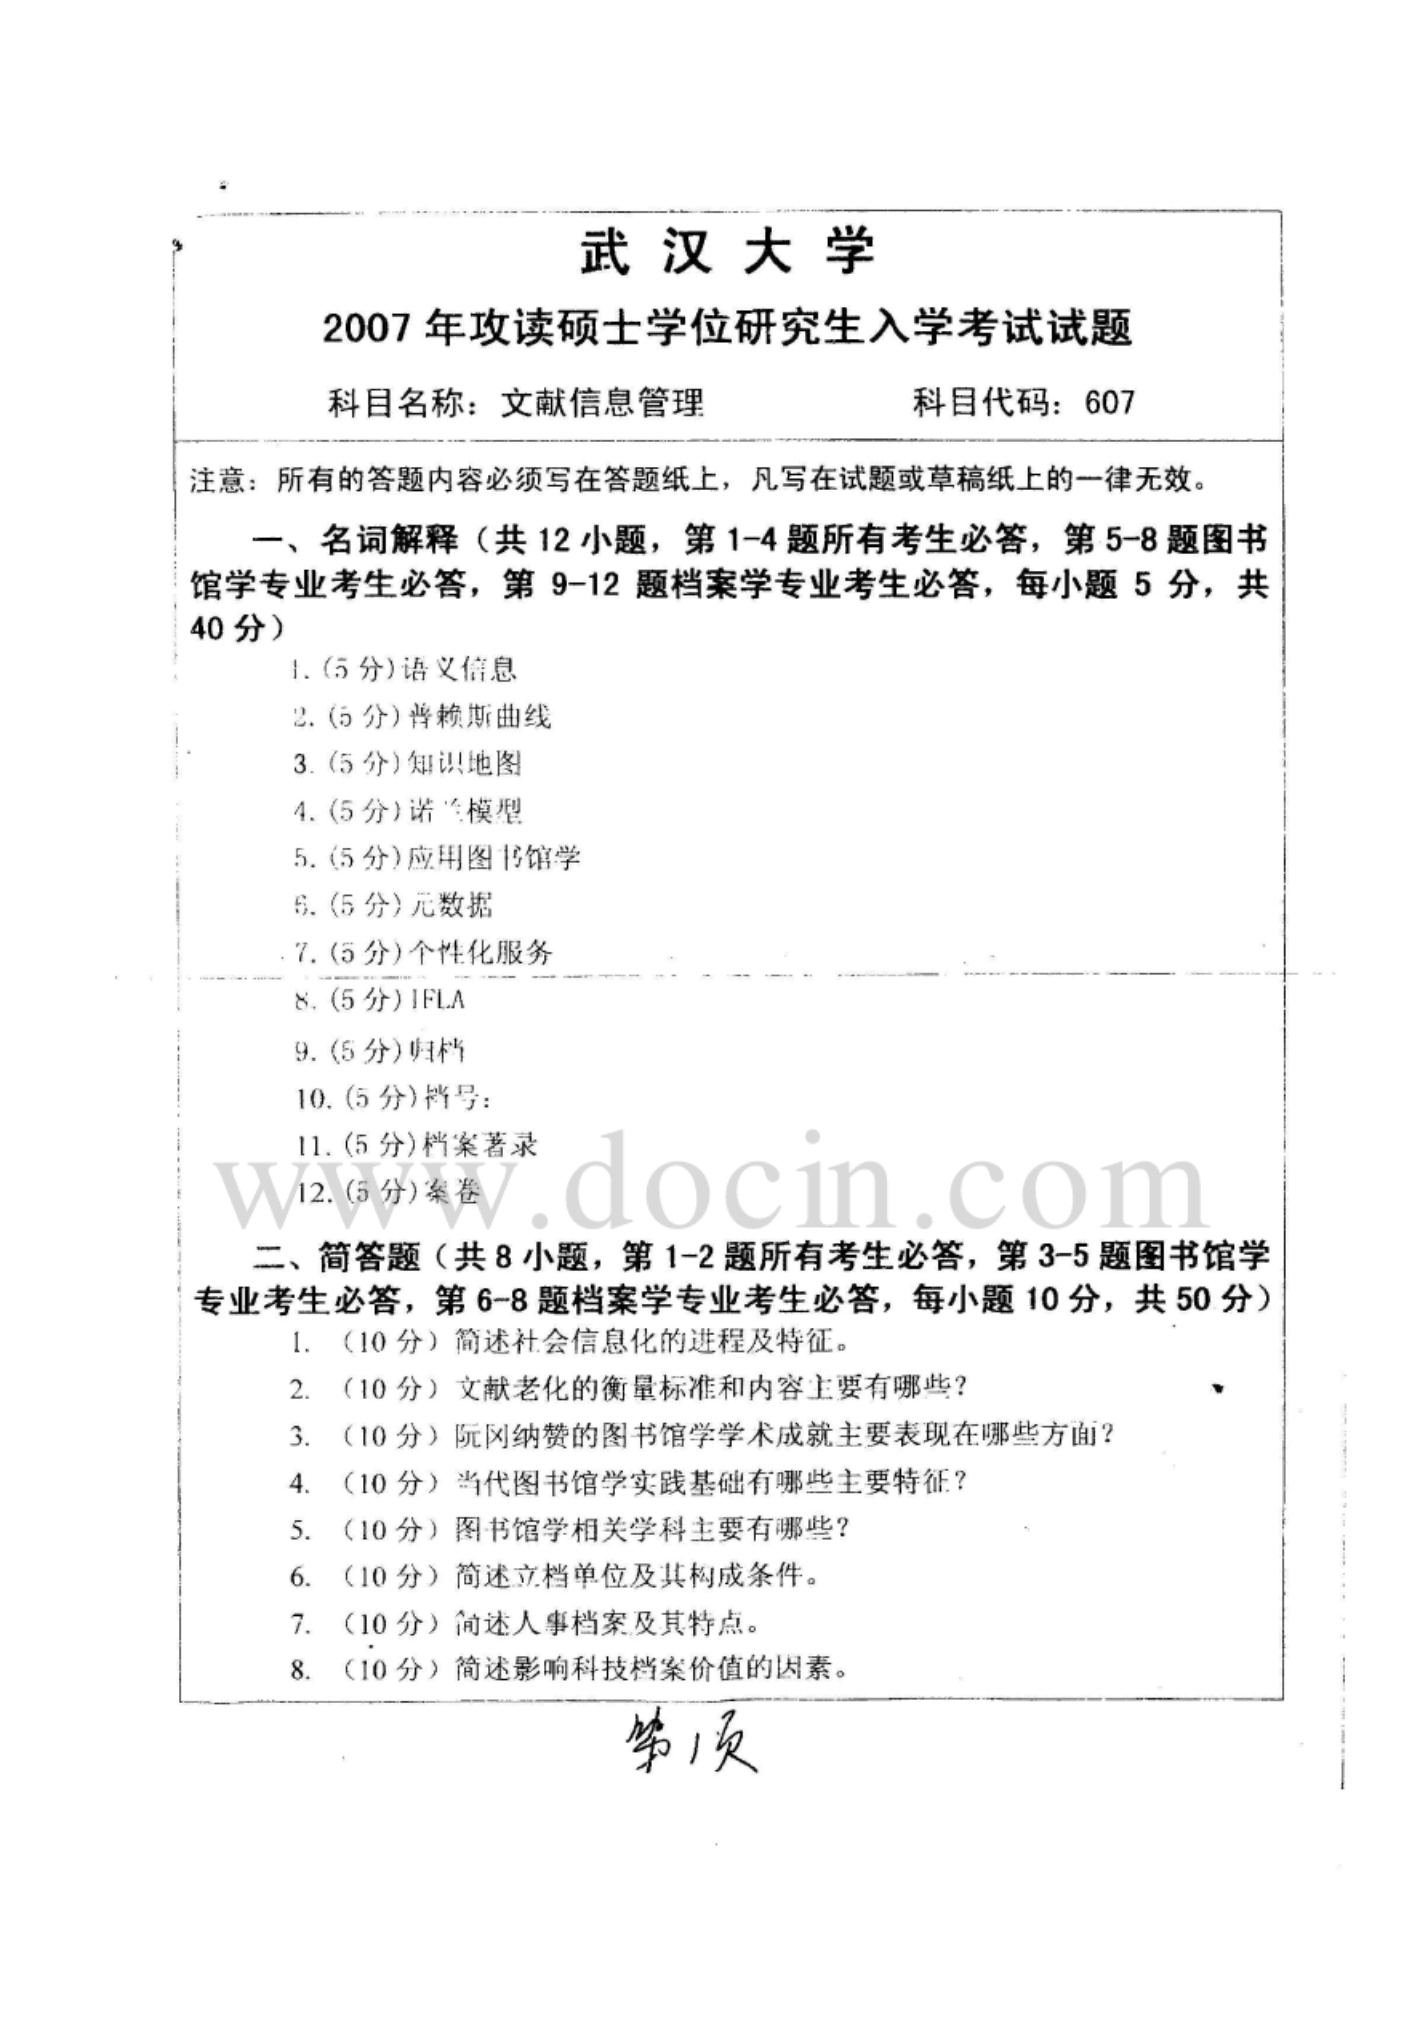 武 汉 大 学
2007 年攻读硕士学位研究生入学考试试题
科目名称：文献信息管理 科目代码：607
注意：所有的答题内容必须写在答题纸上，凡写在试题或草稿纸上的一律无效。
一、名词解释（共 12 小题，第 1-4 题所有考生必答，第 5-8 题图书
馆学专业考生必答，第 9-12 题档案学专业考生必答，每小题 5 分，共
40 分）
1. (5 分)语义信息
2. (5 分)普赖斯曲线
3. (5 分)知识地图
4. (5 分)诺兰模型
5. (5 分)应用图书馆学
6. (5 分)元数据
7. (5 分)个性化服务
8. (5 分)IFLA
9. (5 分)归档
10. (5 分)档号：
11. (5 分)档案著录
12. (5 分)案卷
www.docin.com
二、简答题（共 8 小题，第 1-2 题所有考生必答，第 3-5 题图书馆学
专业考生必答，第 6-8 题档案学专业考生必答，每小题 10 分，共 50 分）
1. （10 分）简述社会信息化的进程及特征。
2. （10 分）文献老化的衡量标准和内容主要有哪些？
3. （10 分）阮冈纳赞的图书馆学学术成就主要表现在哪些方面？
4. （10 分）当代图书馆学实践基础有哪些主要特征？
5. （10 分）图书馆学相关学科主要有哪些？
6. （10 分）简述立档单位及其构成条件。
7. （10 分）简述人事档案及其特点。
8. （10 分）简述影响科技档案价值的因素。
第1页